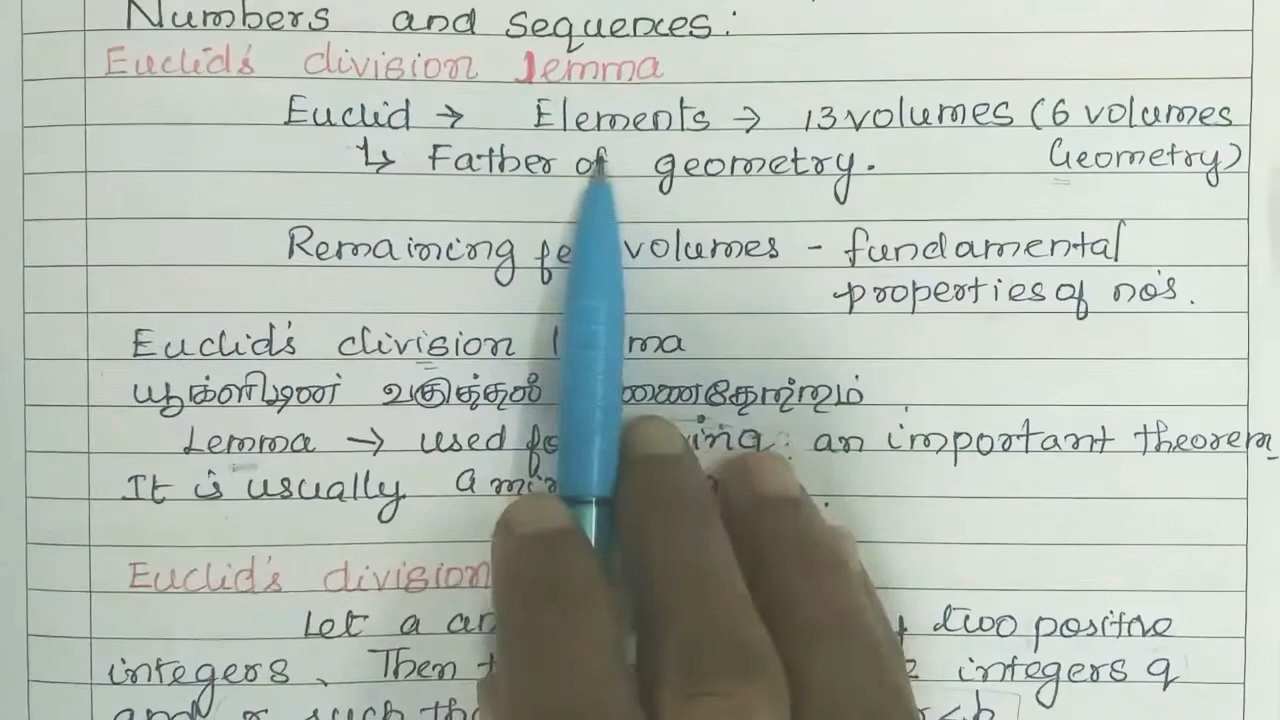 Numbers and sequences:
Euclid's division lemma
Euclid → Elements → 13 volumes (6 volumes
↳ Father of geometry. Geometry)
Remaining volumes - fundamental
properties of no's.
Euclid's division
யூக்ளிடின் வகுத்தல்
Lemma → used an important theorem
It is usually a
Euclid's division
Let a two positive
integers, Then integers q
and r such